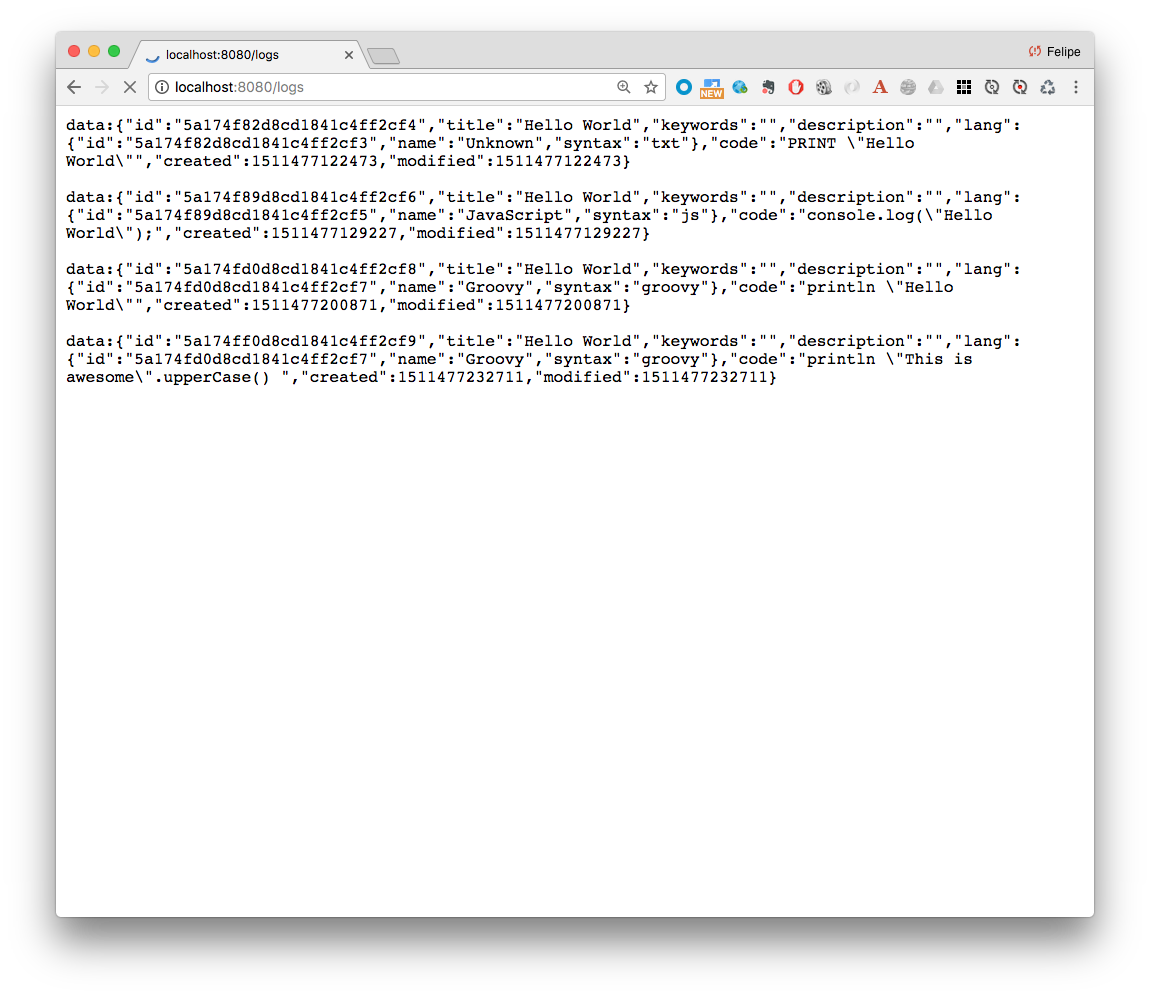 localhost:8080/logs
Felipe
localhost:8080/logs
NEW
A
data:{"id":"5a174f82d8cd1841c4ff2cf4","title":"Hello World","keywords":"","description":"","lang":
{"id":"5a174f82d8cd1841c4ff2cf3","name":"Unknown","syntax":"txt"},"code":"PRINT \"Hello
World\"","created":1511477122473,"modified":1511477122473}
data:{"id":"5a174f89d8cd1841c4ff2cf6","title":"Hello World","keywords":"","description":"","lang":
{"id":"5a174f89d8cd1841c4ff2cf5","name":"JavaScript","syntax":"js"},"code":"console.log(\"Hello
World\");","created":1511477129227,"modified":1511477129227}
data:{"id":"5a174fd0d8cd1841c4ff2cf8","title":"Hello World","keywords":"","description":"","lang":
{"id":"5a174fd0d8cd1841c4ff2cf7","name":"Groovy","syntax":"groovy"},"code":"println \"Hello
World\"","created":1511477200871,"modified":1511477200871}
data:{"id":"5a174ff0d8cd1841c4ff2cf9","title":"Hello World","keywords":"","description":"","lang":
{"id":"5a174fd0d8cd1841c4ff2cf7","name":"Groovy","syntax":"groovy"},"code":"println \"This is
awesome\".upperCase() ","created":1511477232711,"modified":1511477232711}